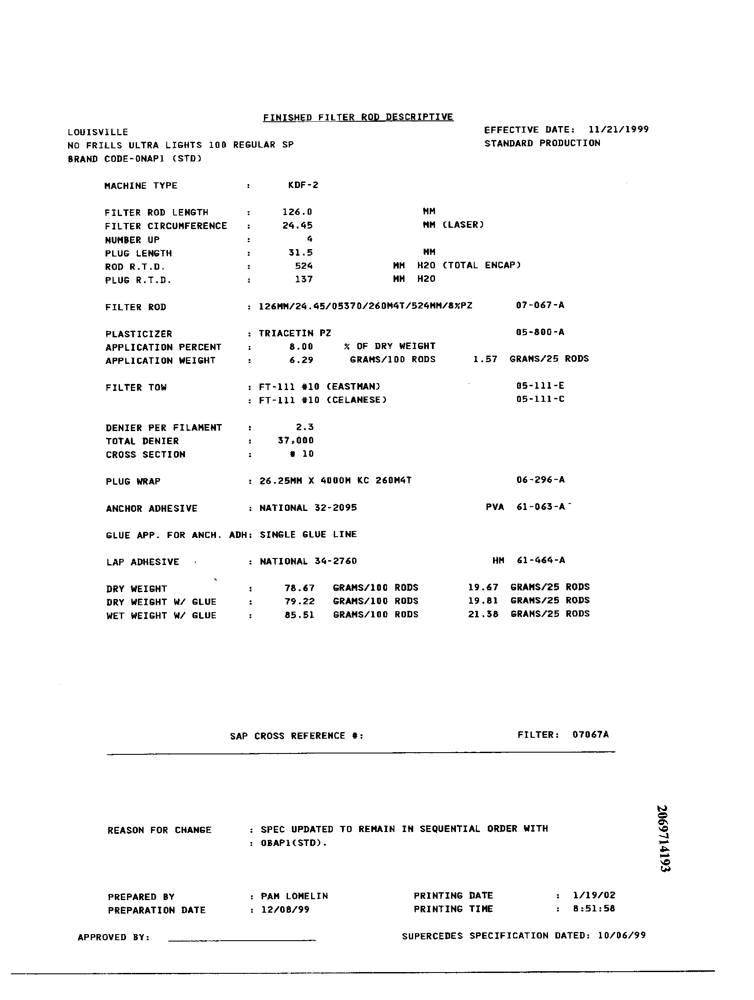 FINISHED FILTER ROD DESCRIPTIVE
LOUISVILLE EFFECTIVE DATE: 11/21/1999
NO FRILLS ULTRA LIGHTS 100 REGULAR SP STANDARD PRODUCTION
BRAND CODE-ONAP1 (STD)
MACHINE TYPE : KDF-2
FILTER ROD LENGTH : 126.0 MM
FILTER CIRCUMFERENCE : 24.45 MM (LASER)
NUMBER UP : 4
PLUG LENGTH : 31.5 MM
ROD R.T.D. : 524 MM H2O (TOTAL ENCAP)
PLUG R.T.D. : 137 MM H2O
FILTER ROD : 126MM/24.45/05370/260M4T/524MM/8%PZ 07-067-A
PLASTICIZER : TRIACETIN PZ 05-800-A
APPLICATION PERCENT : 8.00 % OF DRY WEIGHT
APPLICATION WEIGHT : 6.29 GRAMS/100 RODS 1.57 GRAMS/25 RODS
FILTER TOW : FT-111 #10 (EASTMAN) 05-111-E
: FT-111 #10 (CELANESE) 05-111-C
DENIER PER FILAMENT : 2.3
TOTAL DENIER : 37,000
CROSS SECTION : # 10
PLUG WRAP : 26.25MM X 4000M KC 260M4T 06-296-A
ANCHOR ADHESIVE : NATIONAL 32-2095 PVA 61-063-A
GLUE APP. FOR ANCH. ADH: SINGLE GLUE LINE
LAP ADHESIVE : NATIONAL 34-2760 HM 61-464-A
DRY WEIGHT : 78.67 GRAMS/100 RODS 19.67 GRAMS/25 RODS
DRY WEIGHT W/ GLUE : 79.22 GRAMS/100 RODS 19.81 GRAMS/25 RODS
WET WEIGHT W/ GLUE : 85.51 GRAMS/100 RODS 21.38 GRAMS/25 RODS
SAP CROSS REFERENCE #: FILTER: 07067A
REASON FOR CHANGE : SPEC UPDATED TO REMAIN IN SEQUENTIAL ORDER WITH
: OBAP1(STD).
PREPARED BY : PAM LOMELIN PRINTING DATE : 1/19/02
PREPARATION DATE : 12/08/99 PRINTING TIME : 8:51:58
APPROVED BY: SUPERCEDES SPECIFICATION DATED: 10/06/99
2069714193